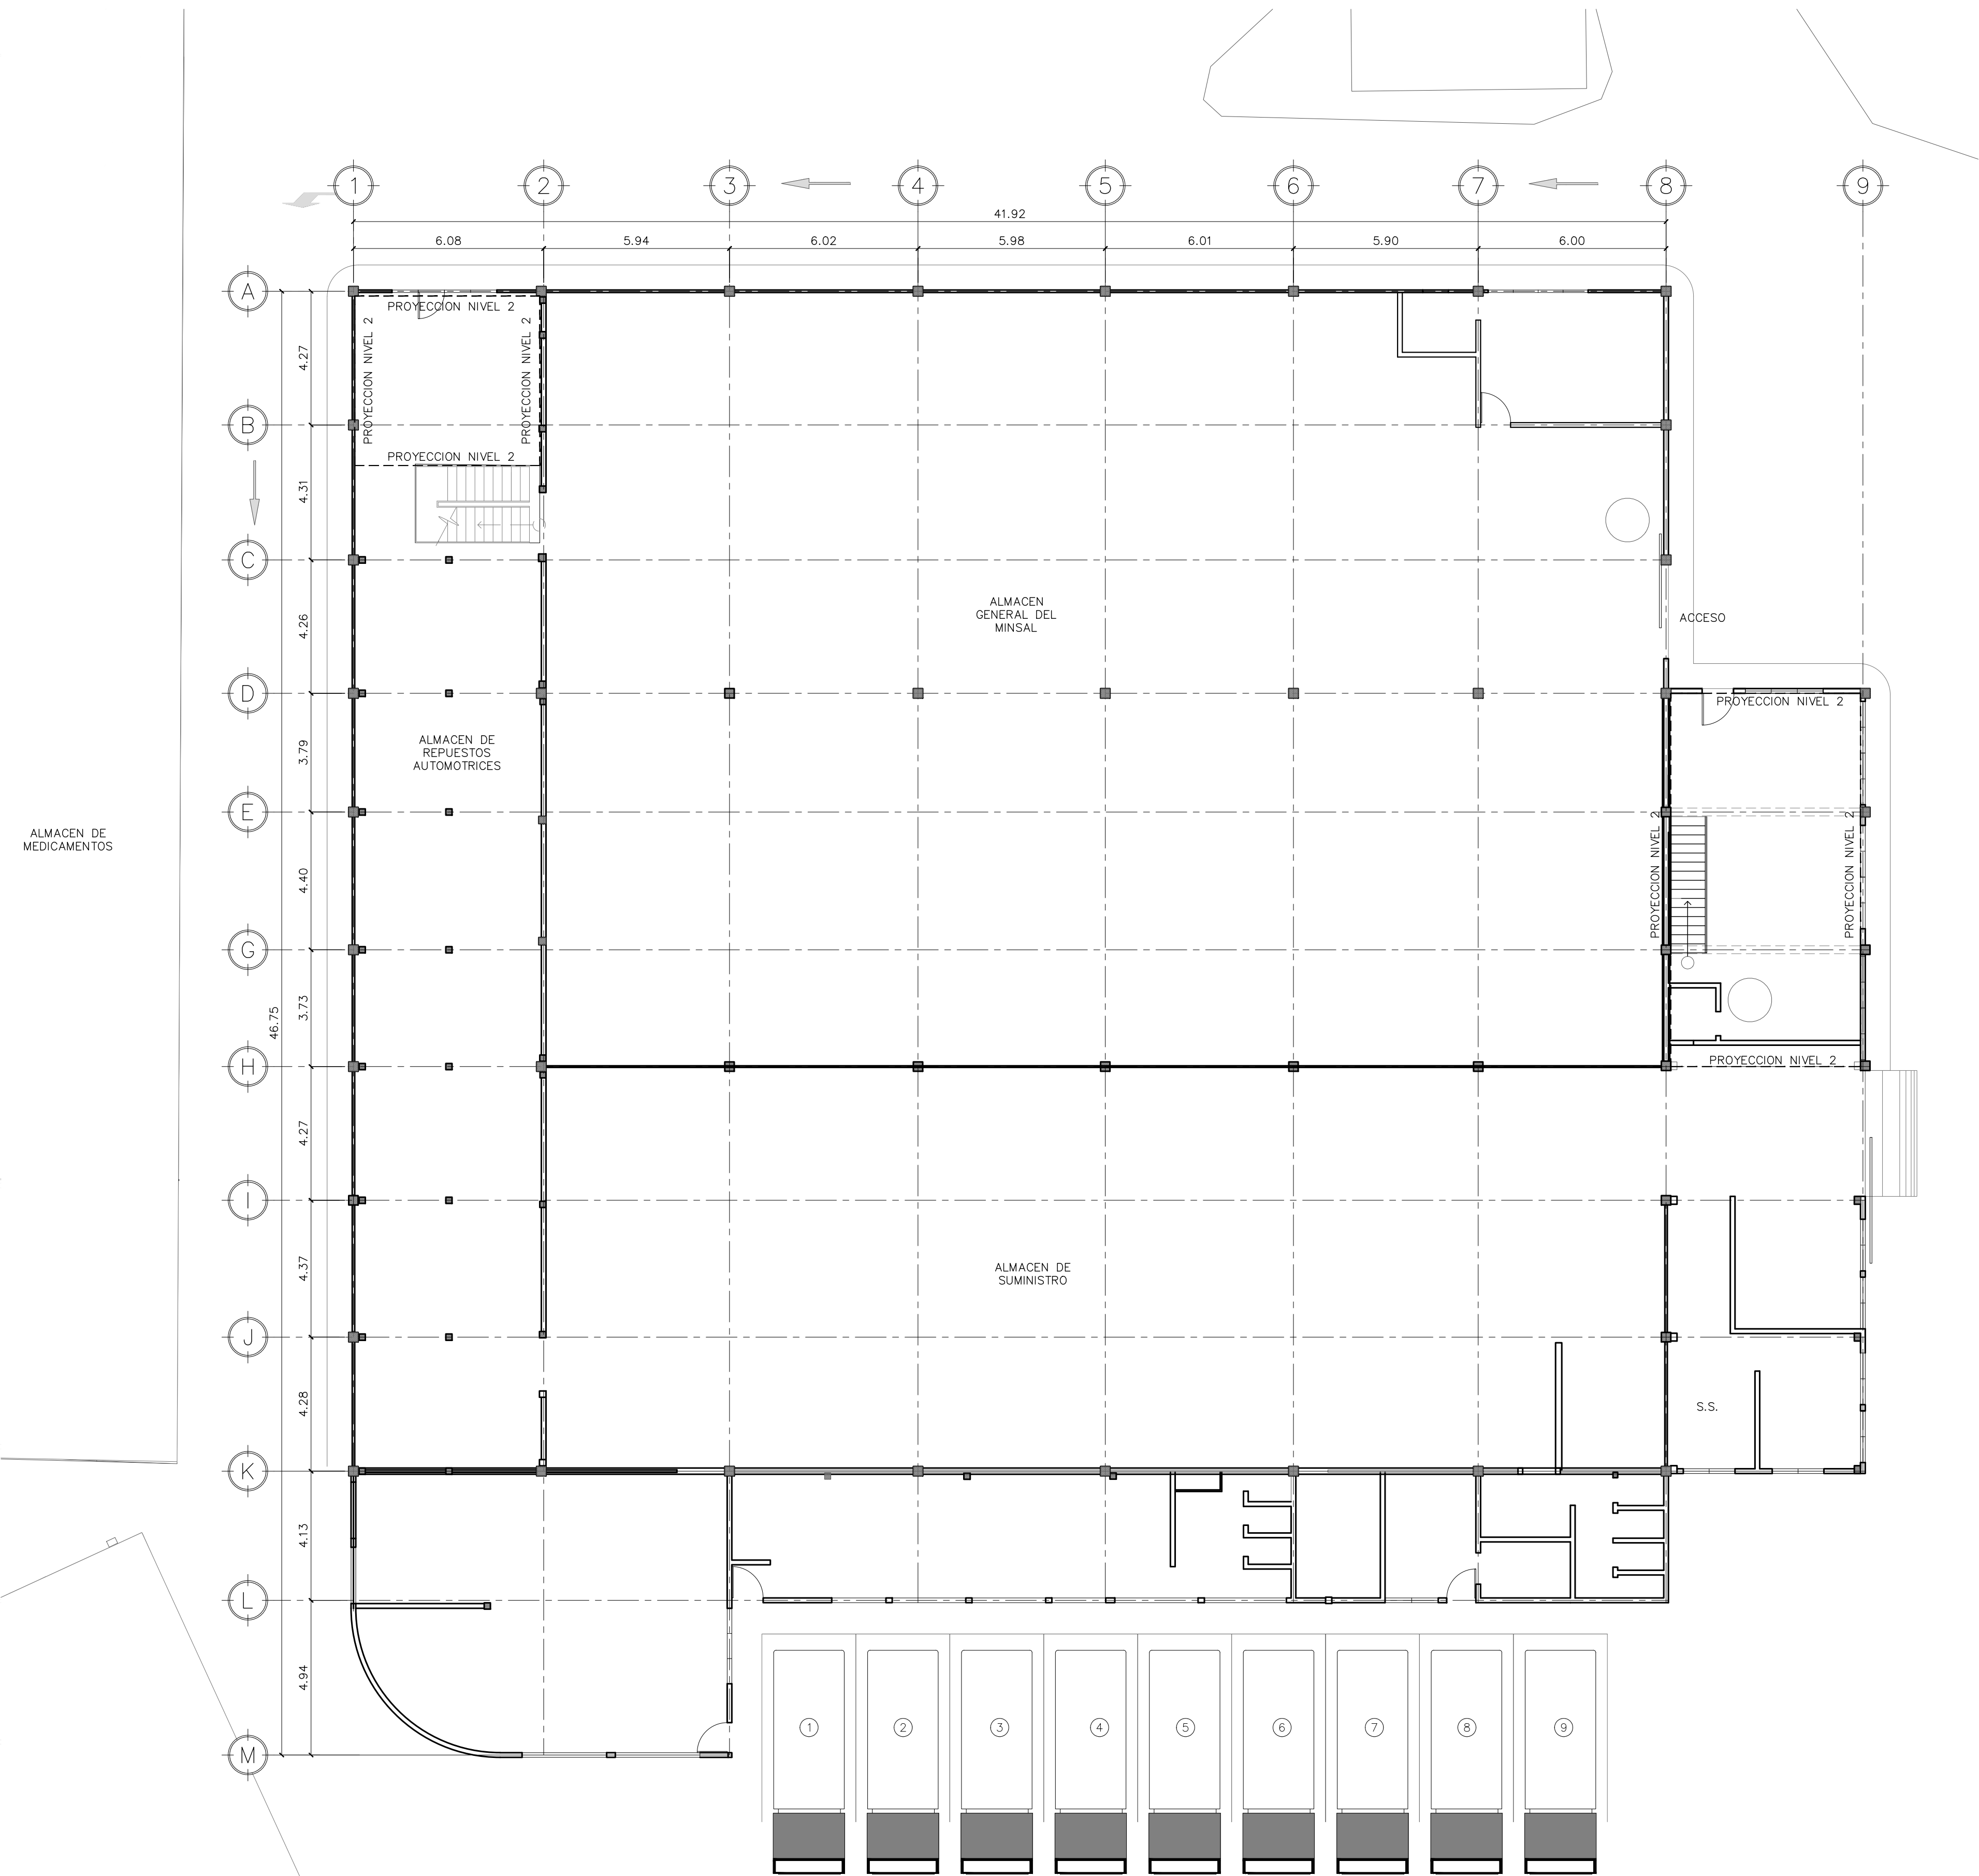 1 2 3 4 5 6 7 8 9
41.92
6.08 5.94 6.02 5.98 6.01 5.90 6.00
A
PROYECCION NIVEL 2
PROYECCION NIVEL 2
PROYECCION NIVEL 2
4.27
B
PROYECCION NIVEL 2
4.31
C
ALMACEN
GENERAL DEL
MINSAL
4.26
ACCESO
D
PROYECCION NIVEL 2
ALMACEN DE
REPUESTOS
AUTOMOTRICES
3.79
E
ALMACEN DE
MEDICAMENTOS
PROYECCION NIVEL 2
PROYECCION NIVEL 2
4.40
G
3.73
46.75
PROYECCION NIVEL 2
H
4.27
I
4.37
ALMACEN DE
SUMINISTRO
J
4.28
S.S.
K
4.13
L
4.94
1 2 3 4 5 6 7 8 9
M